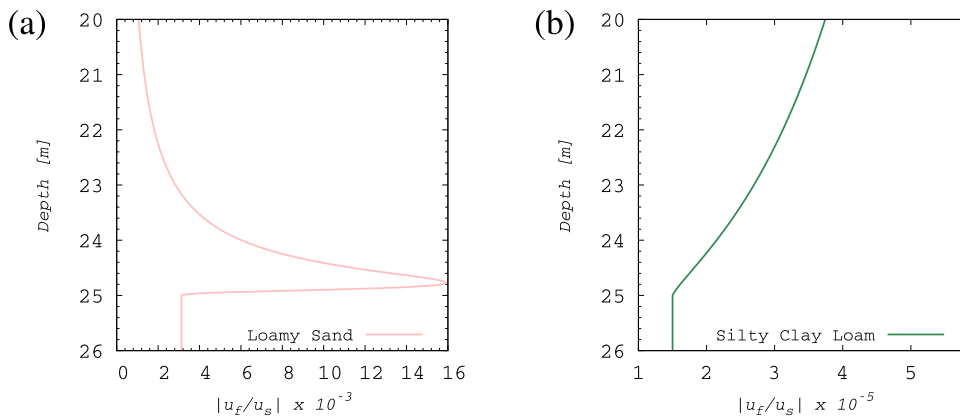 (a)
20
21
22
23
24
25
26
Depth [m]
Loamy Sand
0 2 4 6 8 10 12 14 16
|u_f/u_s| x 10^-3
(b)
20
21
22
23
24
25
26
Depth [m]
Silty Clay Loam
1 2 3 4 5
|u_f/u_s| x 10^-5